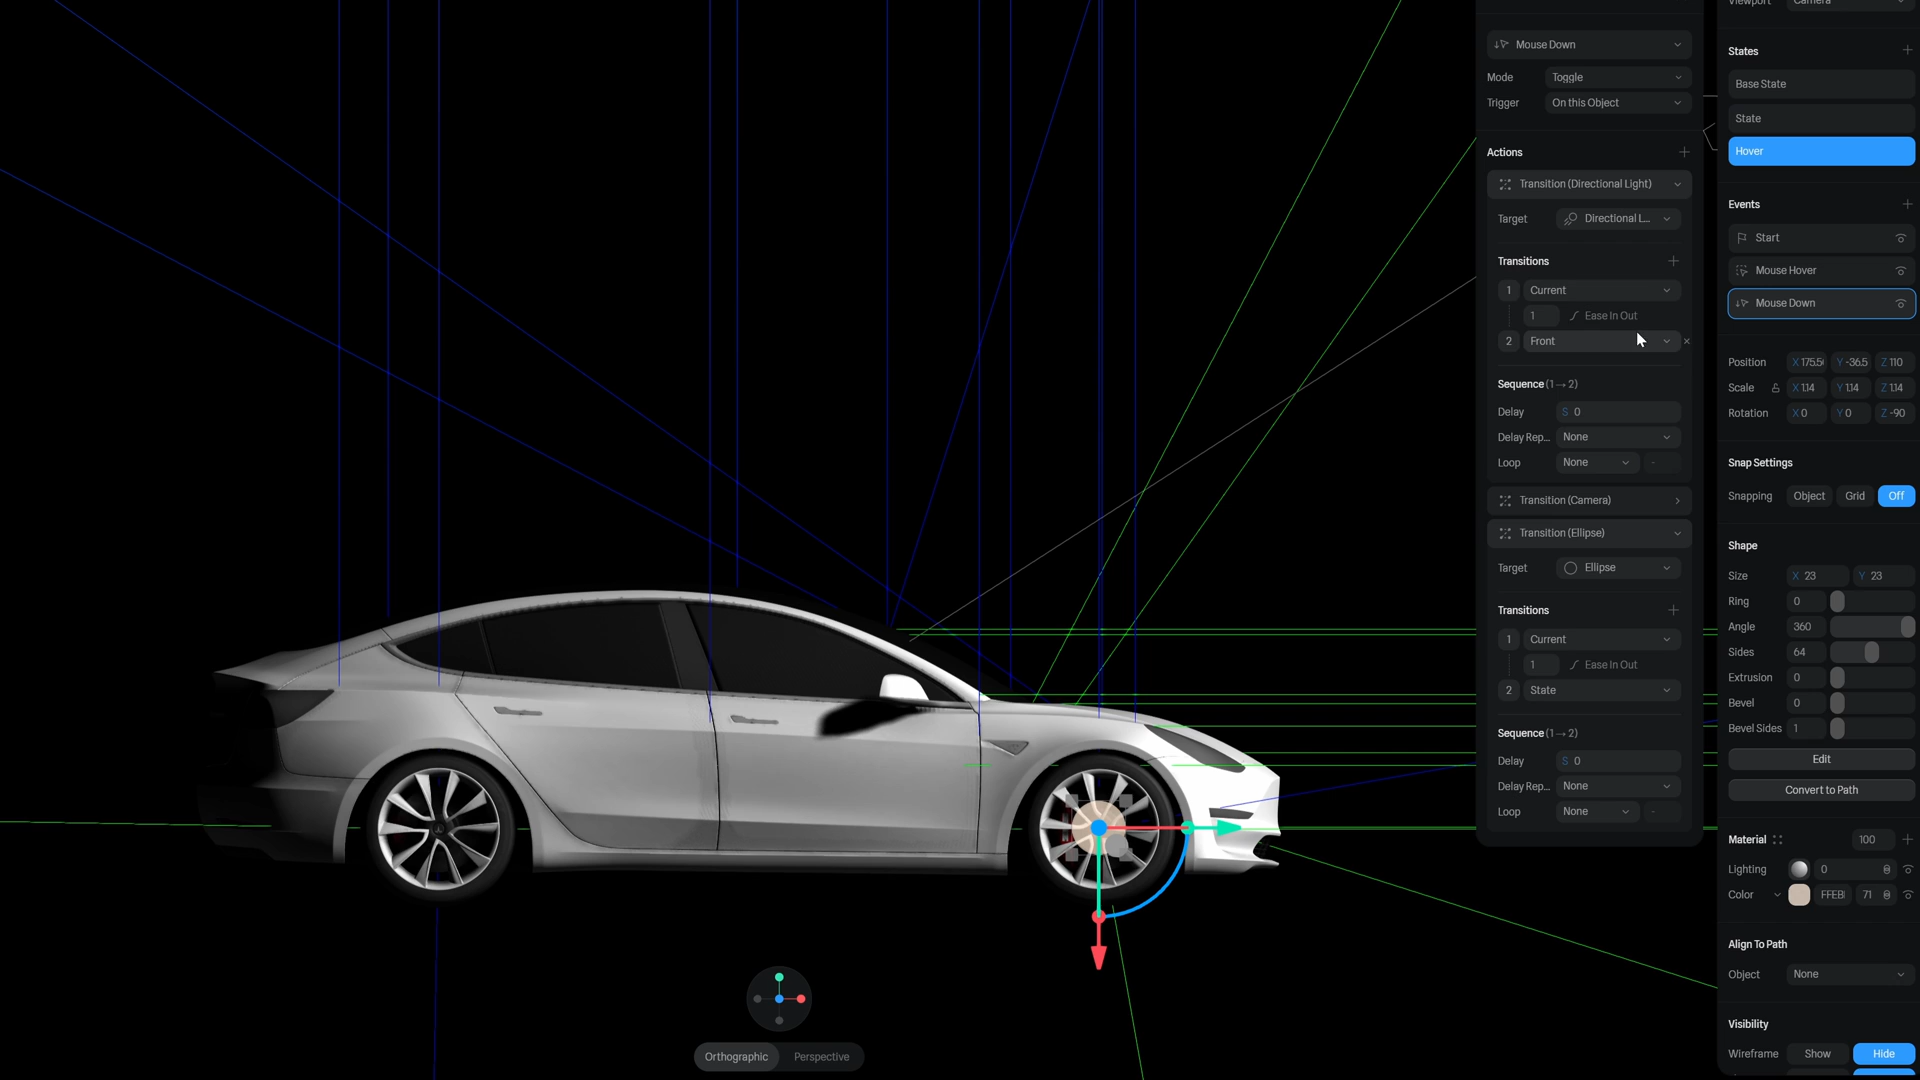 Viewport Camera
Mouse Down
Mode Toggle
Trigger On this Object
Actions
Transition (Directional Light)
Target Directional L...
Transitions
1 Current
1 Ease In Out
2 Front
Sequence (1→2)
Delay S 0
Delay Rep... None
Loop None -
Transition (Camera)
Transition (Ellipse)
Target Ellipse
Transitions
1 Current
1 Ease In Out
2 State
Sequence (1→2)
Delay S 0
Delay Rep... None
Loop None -
States
Base State
State
Hover
Events
Start
Mouse Hover
Mouse Down
Position X 175.5 Y -36.5 Z 110
Scale X 1.14 Y 1.14 Z 1.14
Rotation X 0 Y 0 Z -90
Snap Settings
Snapping Object Grid Off
Shape
Size X 23 Y 23
Ring 0
Angle 360
Sides 64
Extrusion 0
Bevel 0
Bevel Sides 1
Edit
Convert to Path
Material 100
Lighting 0
Color FFEB 71
Align To Path
Object None
Visibility
Wireframe Show Hide
Orthographic Perspective